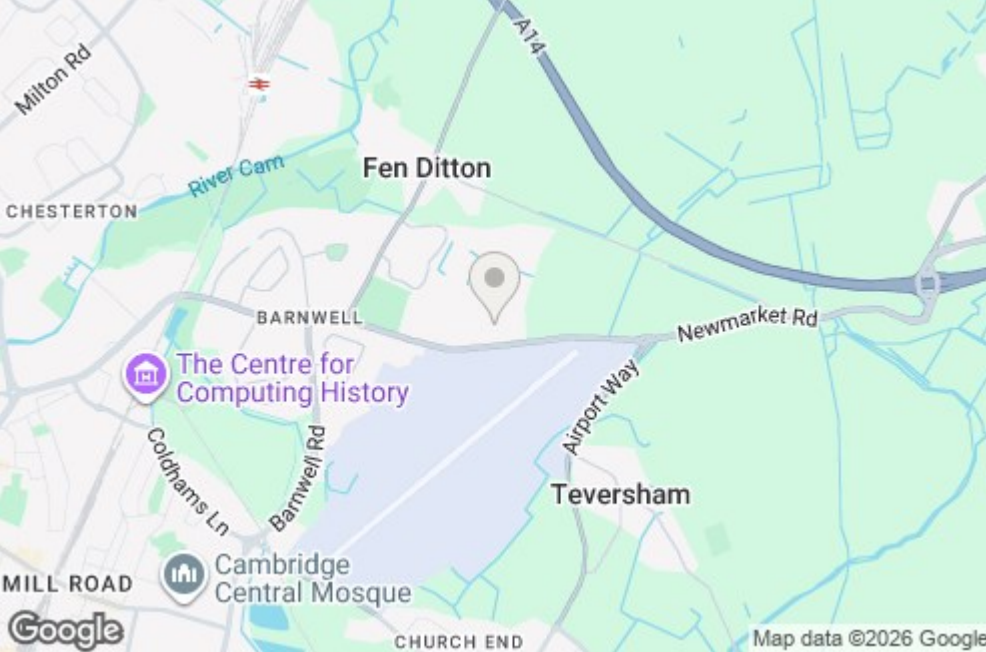 A14
Milton Rd
Fen Ditton
River Cam
CHESTERTON
BARNWELL
Newmarket Rd
The Centre for
Computing History
Airport Way
Coldhams Ln
Barnwell Rd
Teversham
Cambridge
Central Mosque
MILL ROAD
CHURCH END
Google
Map data ©2026 Google